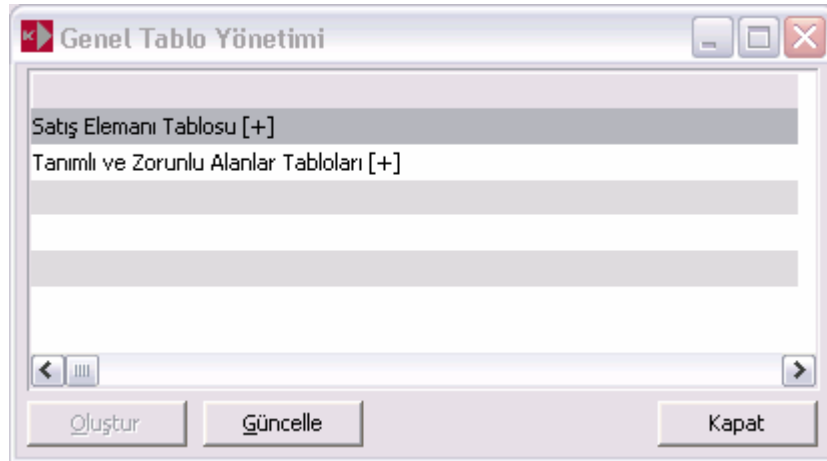 Genel Tablo Yönetimi
Satış Elemanı Tablosu [+]
Tanımlı ve Zorunlu Alanlar Tabloları [+]
Oluştur Güncelle Kapat